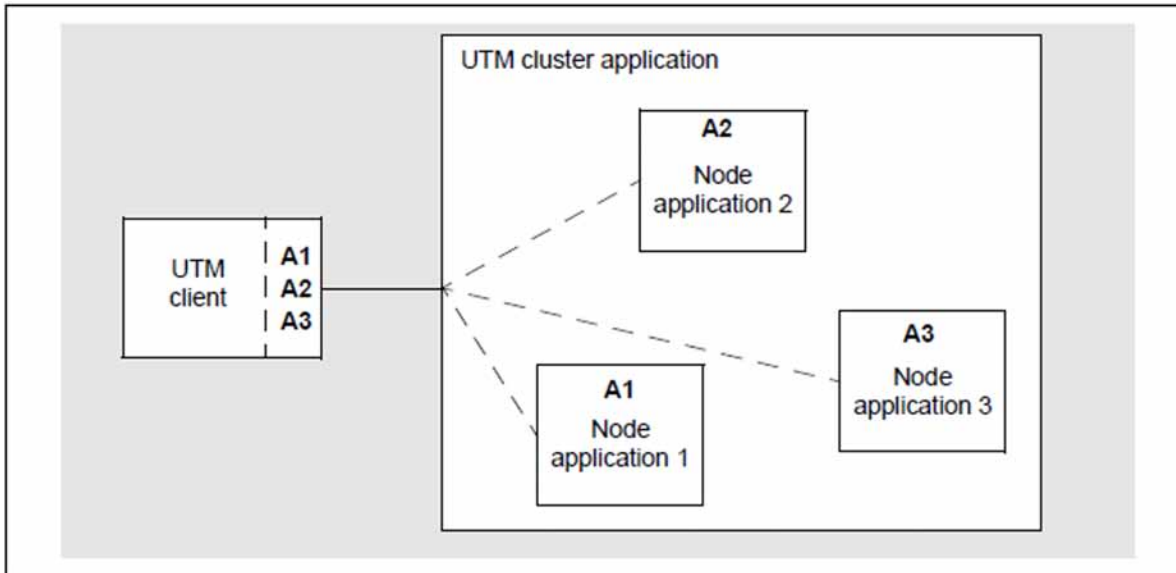 UTM cluster application
A2
Node
application 2
UTM
client
A1
A2
A3
A3
Node
application 3
A1
Node
application 1